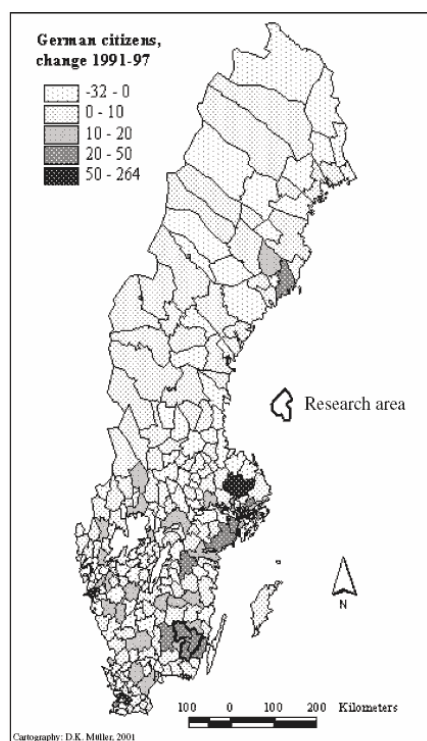 German citizens,
change 1991-97
-32 - 0
0 - 10
10 - 20
20 - 50
50 - 264
Research area
N
100 0 100 200 Kilometers
Cartography: D.K. Müller, 2001